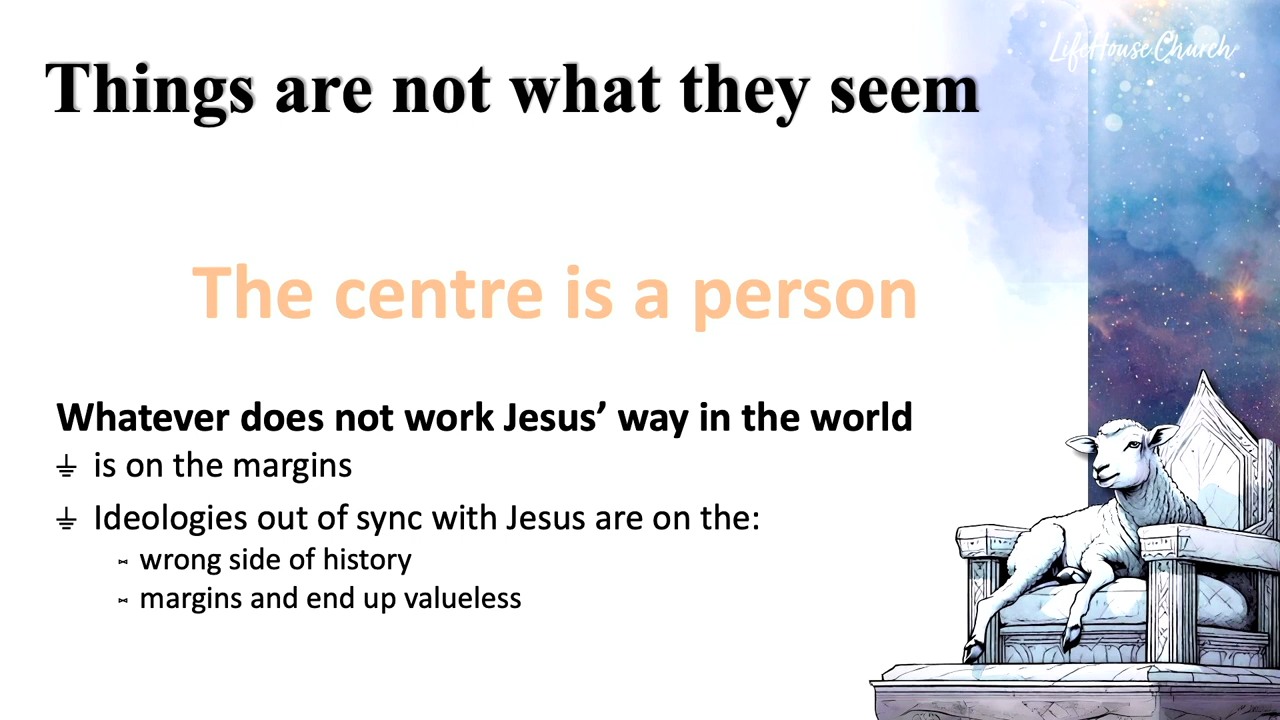 LifeHouse Church
Things are not what they seem
The centre is a person
Whatever does not work Jesus’ way in the world
⏚ is on the margins
⏚ Ideologies out of sync with Jesus are on the:
⑅ wrong side of history
⑅ margins and end up valueless